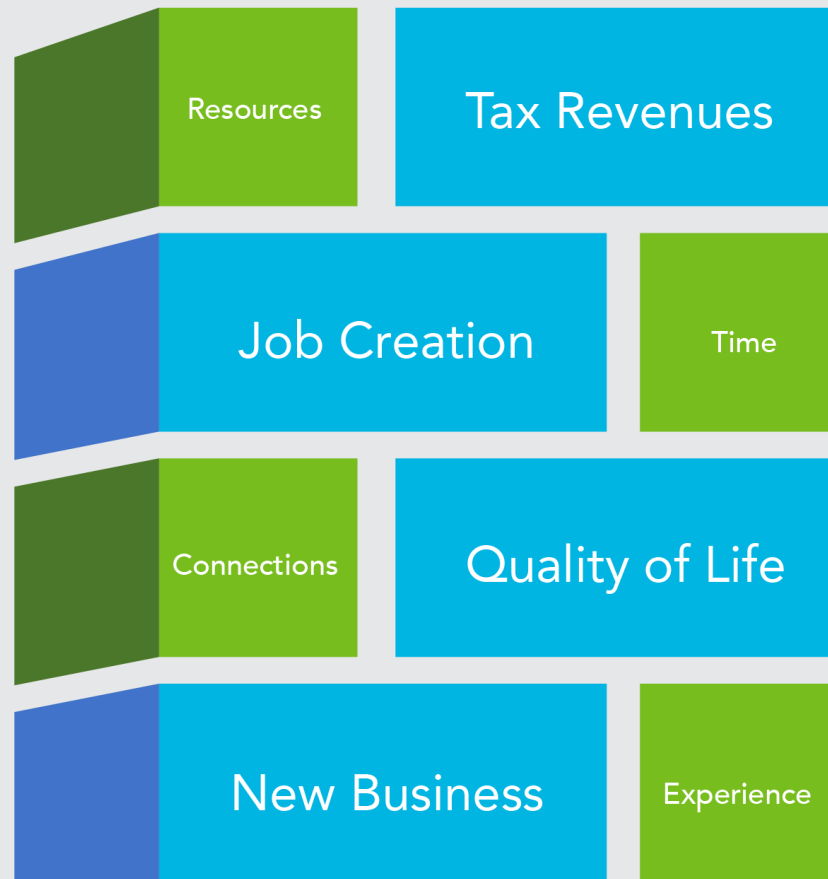 Resources
Tax Revenues
Job Creation
Time
Connections
Quality of Life
New Business
Experience